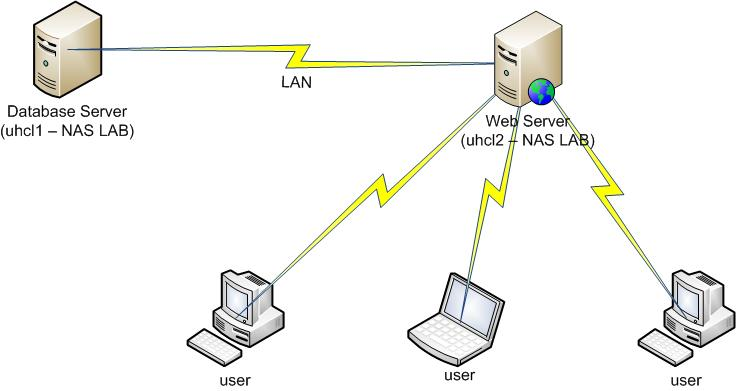 LAN
Database Server
(uhcl1 – NAS LAB)
Web Server
(uhcl2 – NAS LAB)
user
user
user